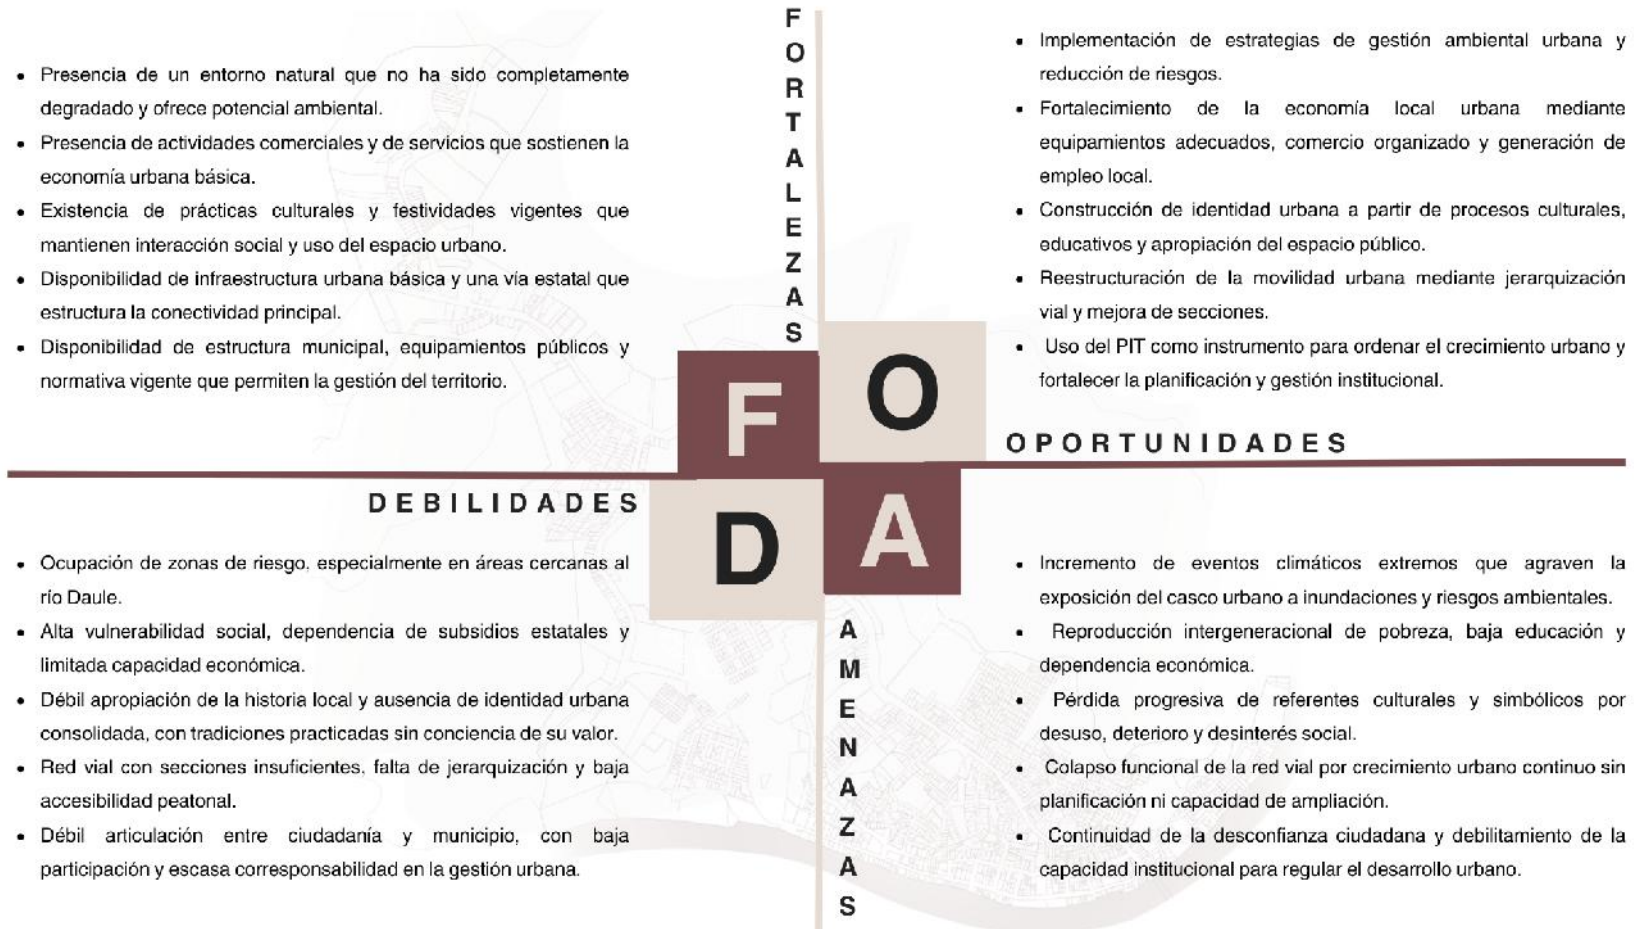 FORTALEZAS
• Presencia de un entorno natural que no ha sido completamente
degradado y ofrece potencial ambiental.
• Presencia de actividades comerciales y de servicios que sostienen la
economía urbana básica.
• Existencia de prácticas culturales y festividades vigentes que
mantienen interacción social y uso del espacio urbano.
• Disponibilidad de infraestructura urbana básica y una vía estatal que
estructura la conectividad principal.
• Disponibilidad de estructura municipal, equipamientos públicos y
normativa vigente que permiten la gestión del territorio.
• Implementación de estrategias de gestión ambiental urbana y
reducción de riesgos.
• Fortalecimiento de la economía local urbana mediante
equipamientos adecuados, comercio organizado y generación de
empleo local.
• Construcción de identidad urbana a partir de procesos culturales,
educativos y apropiación del espacio público.
• Reestructuración de la movilidad urbana mediante jerarquización
vial y mejora de secciones.
• Uso del PIT como instrumento para ordenar el crecimiento urbano y
fortalecer la planificación y gestión institucional.
OPORTUNIDADES
F O
D A
DEBILIDADES
• Ocupación de zonas de riesgo, especialmente en áreas cercanas al
río Daule.
• Alta vulnerabilidad social, dependencia de subsidios estatales y
limitada capacidad económica.
• Débil apropiación de la historia local y ausencia de identidad urbana
consolidada, con tradiciones practicadas sin conciencia de su valor.
• Red vial con secciones insuficientes, falta de jerarquización y baja
accesibilidad peatonal.
• Débil articulación entre ciudadanía y municipio, con baja
participación y escasa corresponsabilidad en la gestión urbana.
AMENAZAS
• Incremento de eventos climáticos extremos que agraven la
exposición del casco urbano a inundaciones y riesgos ambientales.
• Reproducción intergeneracional de pobreza, baja educación y
dependencia económica.
• Pérdida progresiva de referentes culturales y simbólicos por
desuso, deterioro y desinterés social.
• Colapso funcional de la red vial por crecimiento urbano continuo sin
planificación ni capacidad de ampliación.
• Continuidad de la desconfianza ciudadana y debilitamiento de la
capacidad institucional para regular el desarrollo urbano.